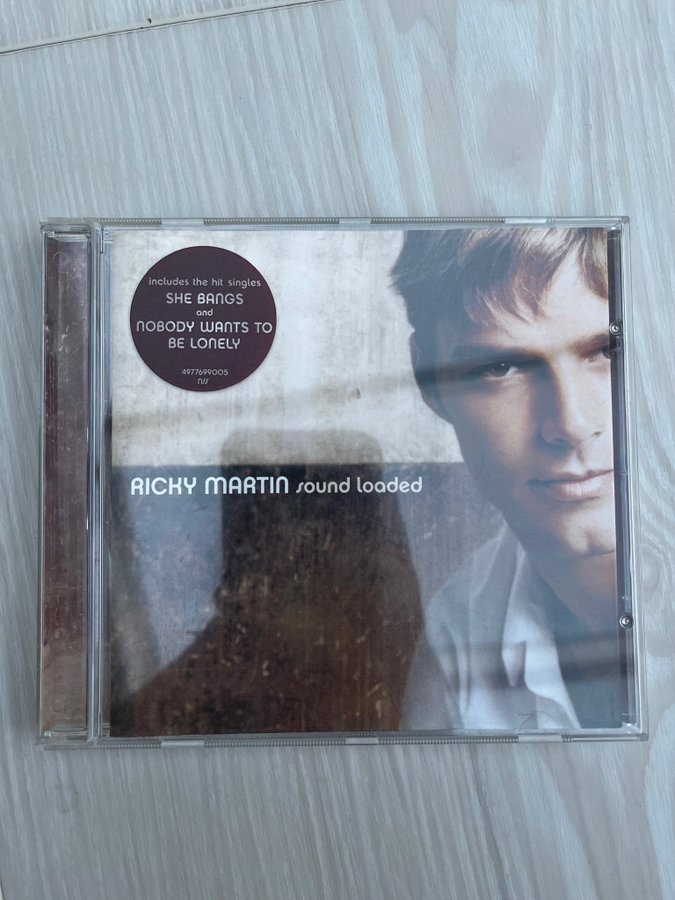 includes the hit singles
SHE BANGS
and
NOBODY WANTS TO
BE LONELY
4977699005
RICKY MARTIN sound loaded